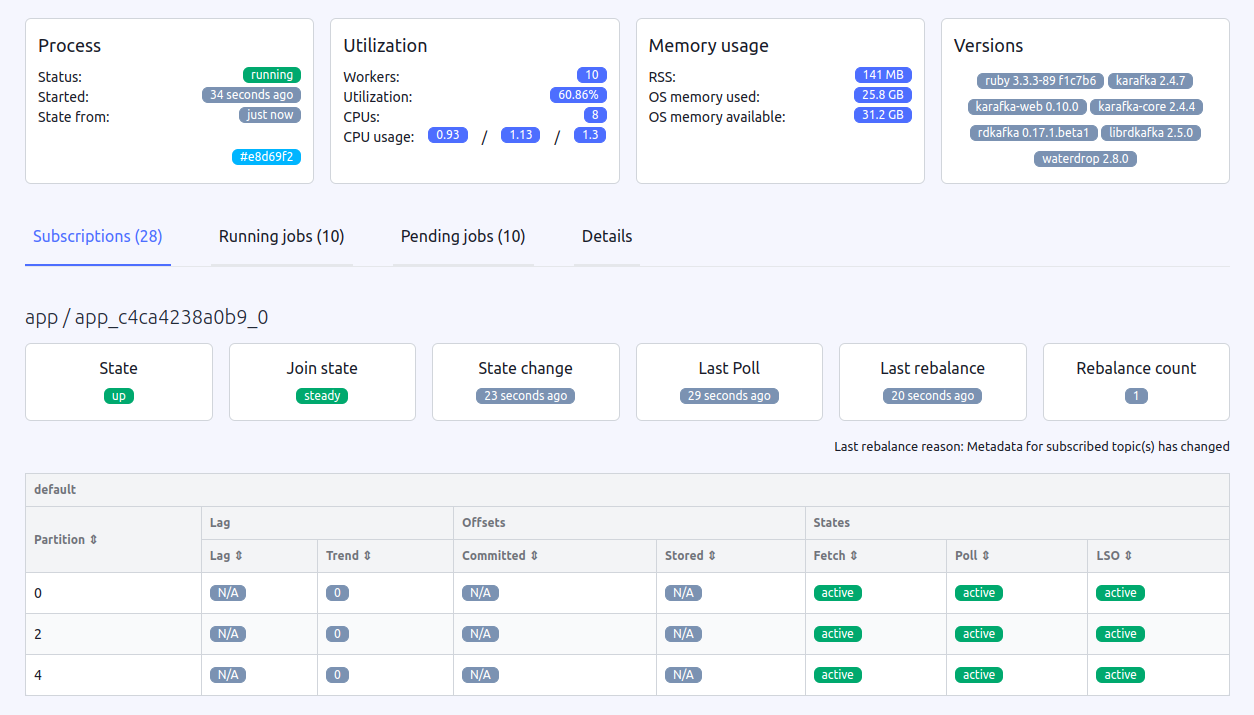 Process
Status: running
Started: 34 seconds ago
State from: just now
#e8d69f2
Utilization
Workers: 10
Utilization: 60.86%
CPUs: 8
CPU usage: 0.93 / 1.13 / 1.3
Memory usage
RSS: 141 MB
OS memory used: 25.8 GB
OS memory available: 31.2 GB
Versions
ruby 3.3.3-89 f1c7b6 karafka 2.4.7
karafka-web 0.10.0 karafka-core 2.4.4
rdkafka 0.17.1.beta1 librdkafka 2.5.0
waterdrop 2.8.0
Subscriptions (28) Running jobs (10) Pending jobs (10) Details
app / app_c4ca4238a0b9_0
State
up
Join state
steady
State change
23 seconds ago
Last Poll
29 seconds ago
Last rebalance
20 seconds ago
Rebalance count
1
Last rebalance reason: Metadata for subscribed topic(s) has changed
default
Partition ⇕ Lag Offsets States
Lag ⇕ Trend ⇕ Committed ⇕ Stored ⇕ Fetch ⇕ Poll ⇕ LSO ⇕
0 N/A 0 N/A N/A active active active
2 N/A 0 N/A N/A active active active
4 N/A 0 N/A N/A active active active